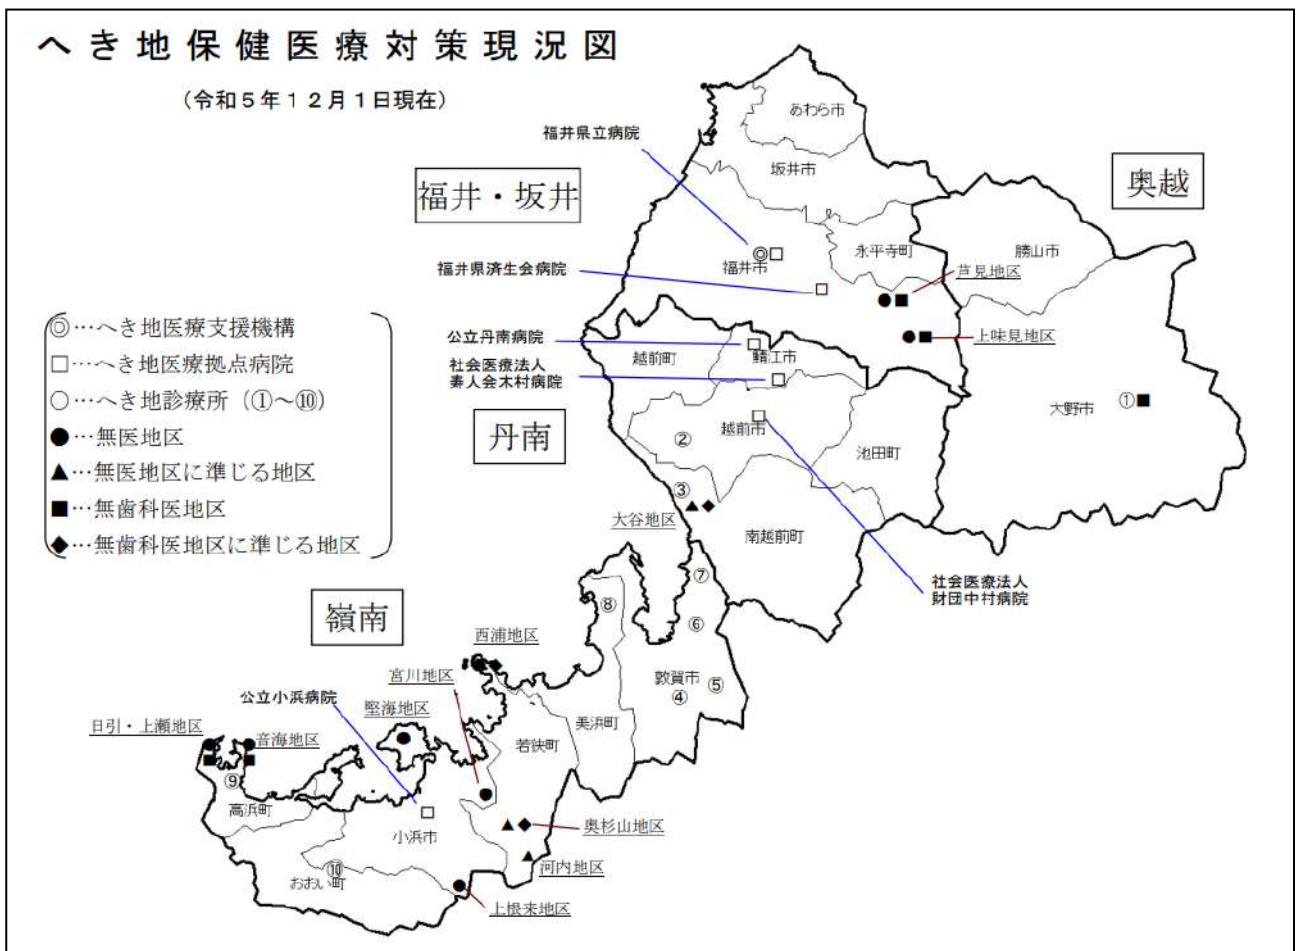 へき地保健医療対策現況図
（令和５年１２月１日現在）
福井・坂井
奥越
丹南
嶺南
◎…へき地医療支援機構
□…へき地医療拠点病院
○…へき地診療所（①～⑩）
●…無医地区
▲…無医地区に準じる地区
■…無歯科医地区
◆…無歯科医地区に準じる地区
福井県立病院
福井県済生会病院
公立丹南病院
社会医療法人
寿人会木村病院
あわら市
坂井市
永平寺町
勝山市
福井市
芦見地区
上味見地区
越前町
鯖江市
大野市
①
越前市
②
池田町
③
大谷地区
南越前町
社会医療法人
財団中村病院
⑦
⑧
⑥
西浦地区
宮川地区
敦賀市
⑤
④
公立小浜病院
堅海地区
美浜町
日引・上瀬地区
音海地区
若狭町
⑨
高浜町
小浜市
奥杉山地区
河内地区
⑩
おおい町
上根来地区